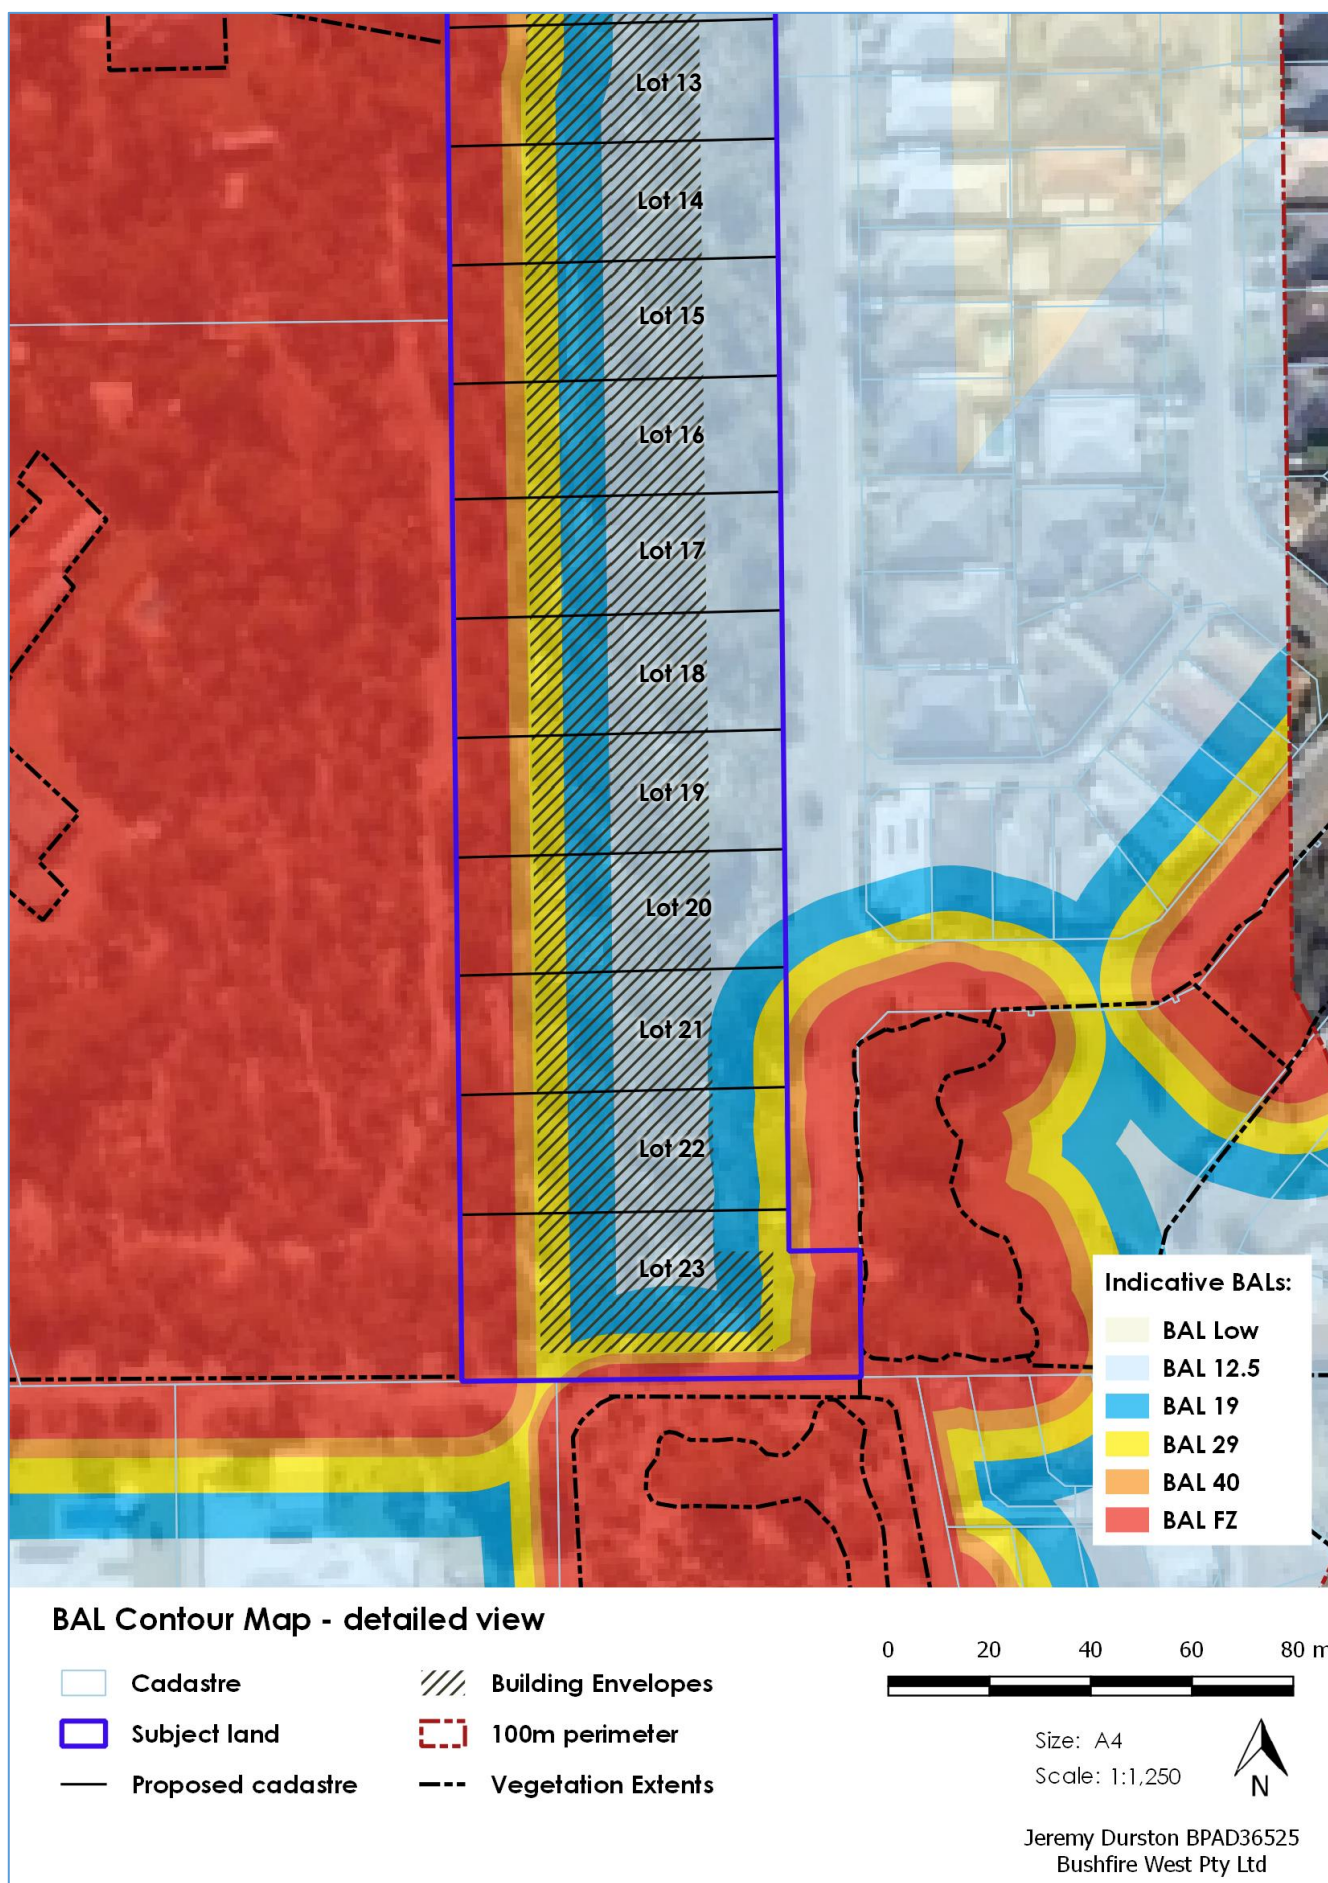 Lot 13
Lot 14
Lot 15
Lot 16
Lot 17
Lot 18
Lot 19
Lot 20
Lot 21
Lot 22
Lot 23
Indicative BALs:
BAL Low
BAL 12.5
BAL 19
BAL 29
BAL 40
BAL FZ
BAL Contour Map - detailed view
Cadastre
Subject land
Proposed cadastre
Building Envelopes
100m perimeter
Vegetation Extents
0 20 40 60 80 m
Size: A4
Scale: 1:1,250
N
Jeremy Durston BPAD36525
Bushfire West Pty Ltd